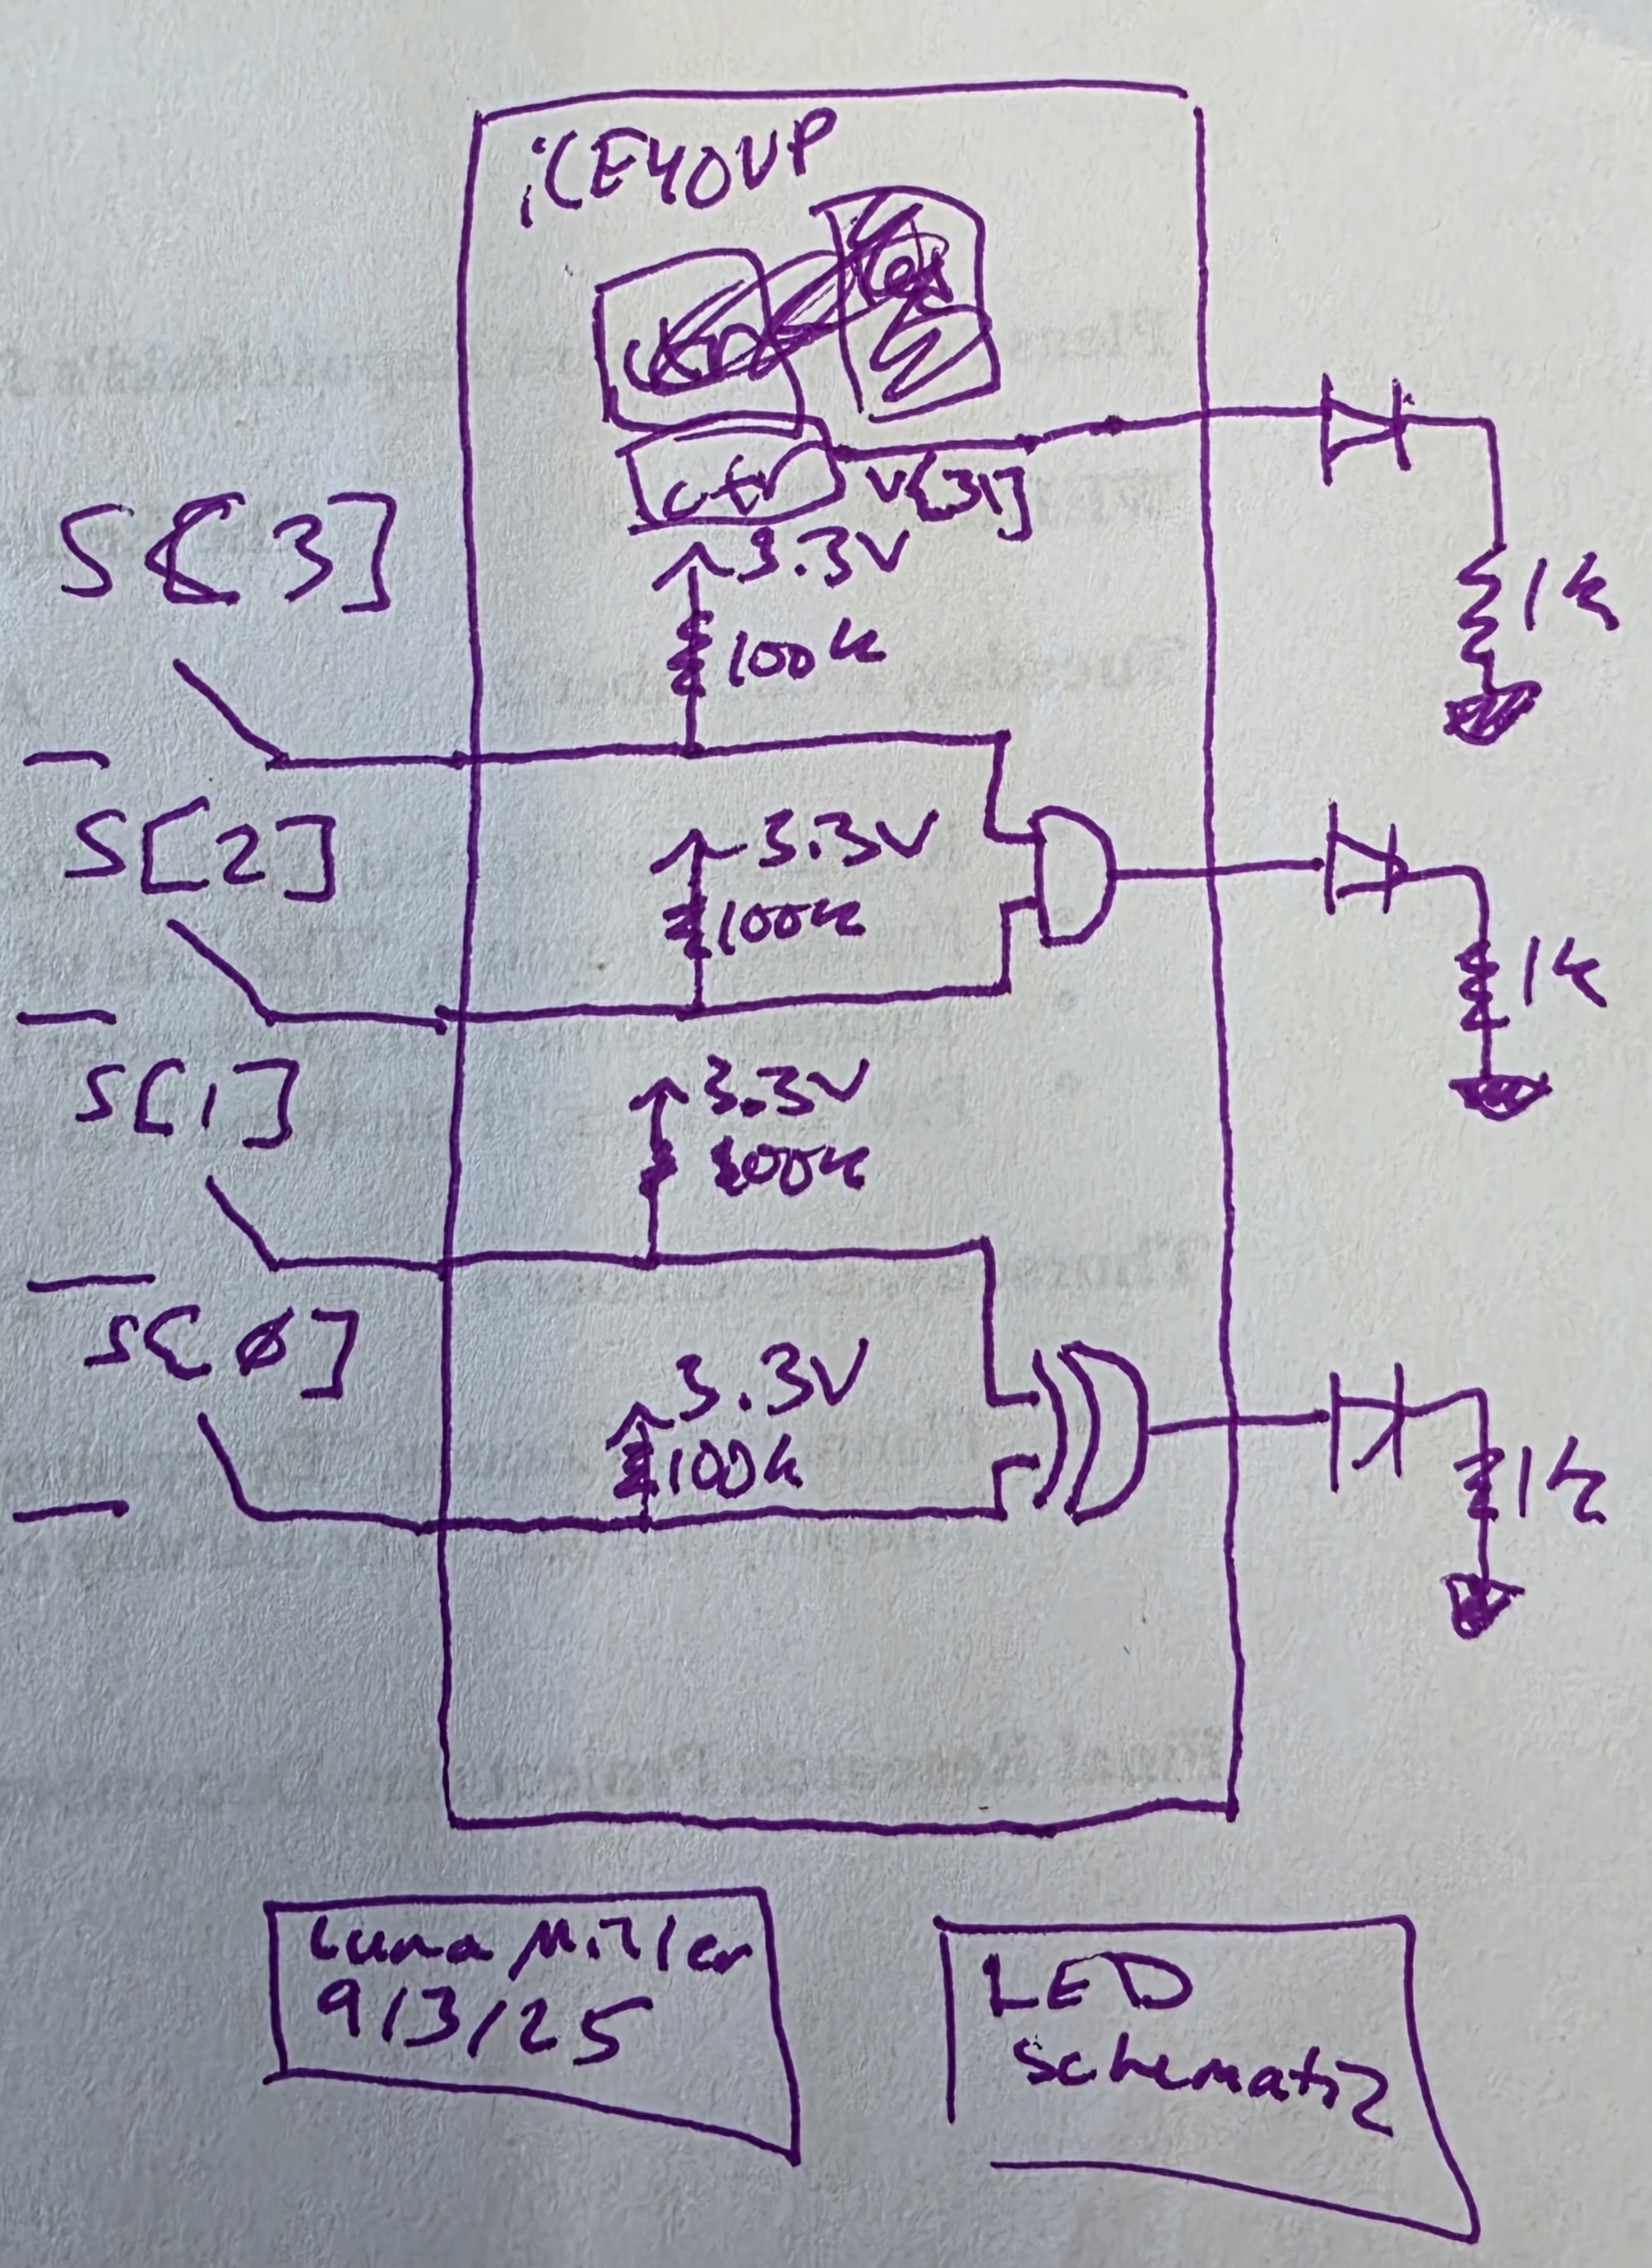 iCE40UP
ctr
V[31]
S[3]
3.3V
100k
1k
S[2]
3.3V
100k
1k
S[1]
3.3V
100k
S[0]
3.3V
100k
1k
Luna Miller
9/3/25
LED
Schematic